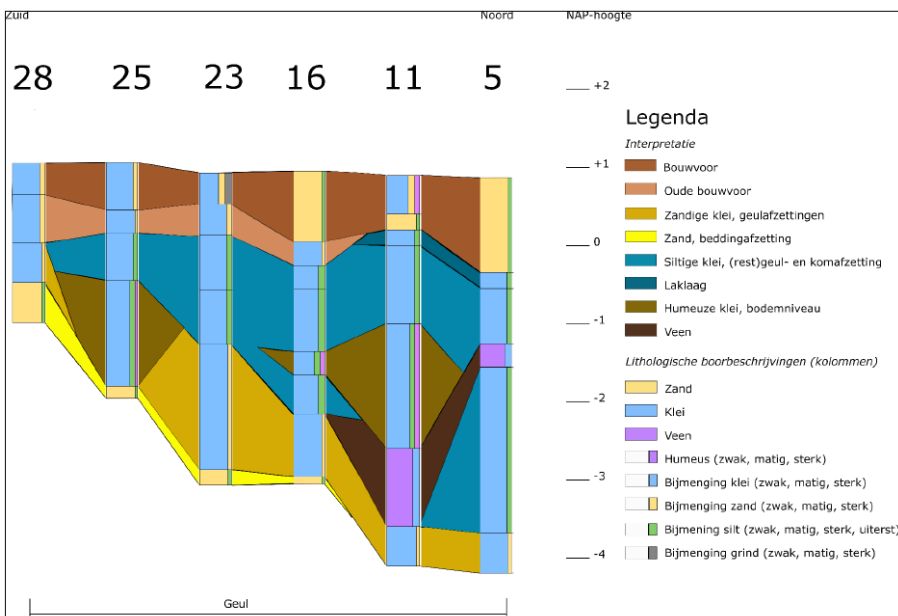 Zuid
Noord
NAP-hoogte
28 25 23 16 11 5
+2
+1
0
-1
-2
-3
-4
Legenda
Interpretatie
Bouwvoor
Oude bouwvoor
Zandige klei, geulafzettingen
Zand, beddingafzetting
Siltige klei, (rest)geul- en komafzetting
Laklaag
Humeuze klei, bodemniveau
Veen
Lithologische boorbeschrijvingen (kolommen)
Zand
Klei
Veen
Humeus (zwak, matig, sterk)
Bijmenging klei (zwak, matig, sterk)
Bijmenging zand (zwak, matig, sterk)
Bijmening silt (zwak, matig, sterk, uiterst)
Bijmenging grind (zwak, matig, sterk)
Geul